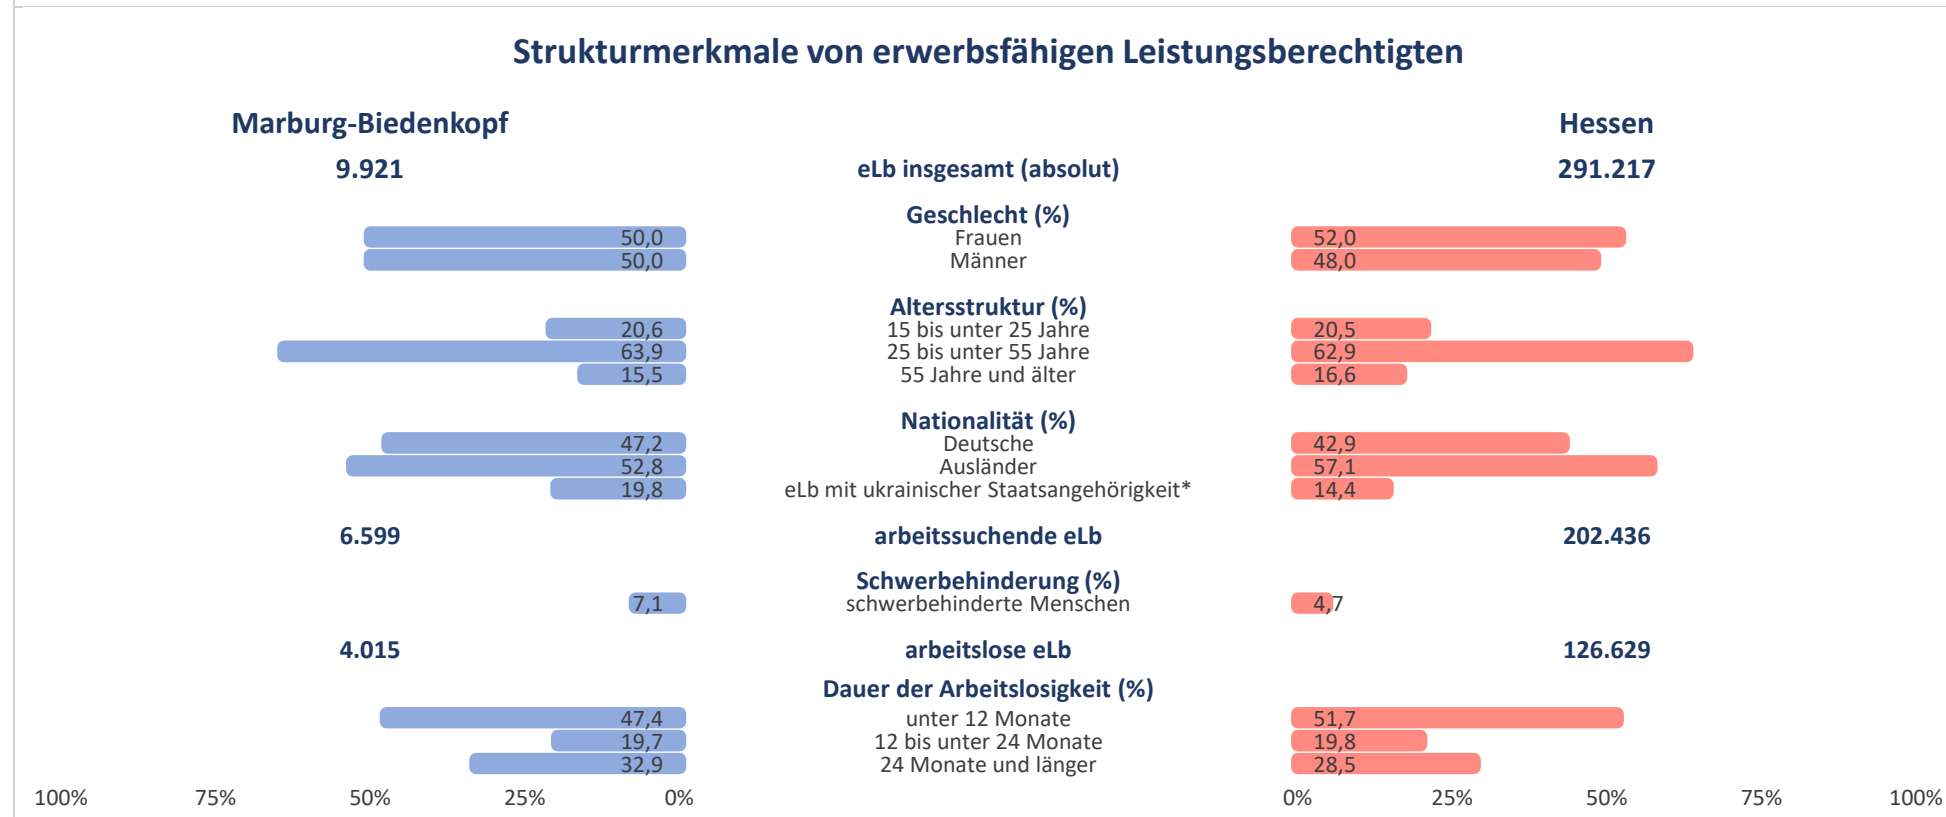 Strukturmerkmale von erwerbsfähigen Leistungsberechtigten
Marburg-Biedenkopf Hessen
9.921 eLb insgesamt (absolut) 291.217
Geschlecht (%)
50,0 Frauen 52,0
50,0 Männer 48,0
Altersstruktur (%)
20,6 15 bis unter 25 Jahre 20,5
63,9 25 bis unter 55 Jahre 62,9
15,5 55 Jahre und älter 16,6
Nationalität (%)
47,2 Deutsche 42,9
52,8 Ausländer 57,1
19,8 eLb mit ukrainischer Staatsangehörigkeit* 14,4
6.599 arbeitssuchende eLb 202.436
Schwerbehinderung (%)
7,1 schwerbehinderte Menschen 4,7
4.015 arbeitslose eLb 126.629
Dauer der Arbeitslosigkeit (%)
47,4 unter 12 Monate 51,7
19,7 12 bis unter 24 Monate 19,8
32,9 24 Monate und länger 28,5
100% 75% 50% 25% 0% 0% 25% 50% 75% 100%